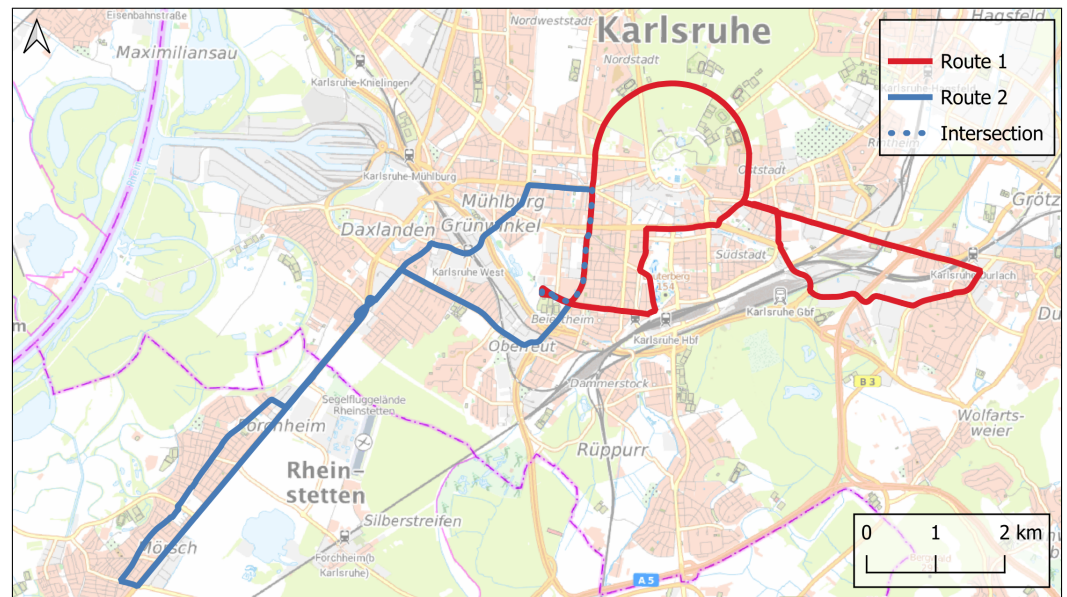 Eisenbahnstraße
Nordweststadt
Hagsfeld
Karlsruhe
Maximiliansau
Nordstadt
Route 1
Karlsruhe-Knielingen
Route 2
Intersection
Rintheim
Karlsruhe-Mühlburg
Oststadt
Mühlburg
Grötz
Daxlanden
Grünwinkel
Südstadt
Karlsruhe West
Karlsruhe-Durlach
Karlsruhe Gbf
Du
Beiertheim
Oberreut
Karlsruhe Hbf
Dammerstock
B 3
Segelfluggelände
Rheinstetten
Forchheim
Wolfarts-
weier
Rüppurr
Rhein-
stetten
Silberstreifen
0 1 2 km
Mörsch
Forchheim(b
Karlsruhe)
A 5